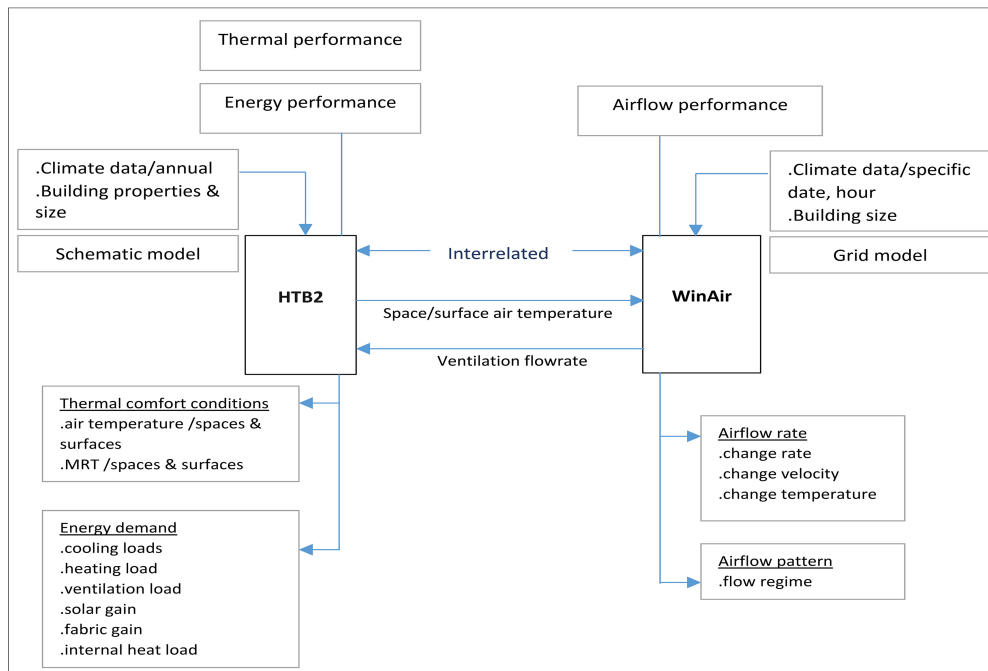 Thermal performance
Energy performance
Airflow performance
.Climate data/annual
.Building properties &
size
.Climate data/specific
date, hour
.Building size
Schematic model
Interrelated
Grid model
HTB2
WinAir
Space/surface air temperature
Ventilation flowrate
Thermal comfort conditions
.air temperature /spaces &
surfaces
.MRT /spaces & surfaces
Airflow rate
.change rate
.change velocity
.change temperature
Energy demand
.cooling loads
.heating load
.ventilation load
.solar gain
.fabric gain
.internal heat load
Airflow pattern
.flow regime